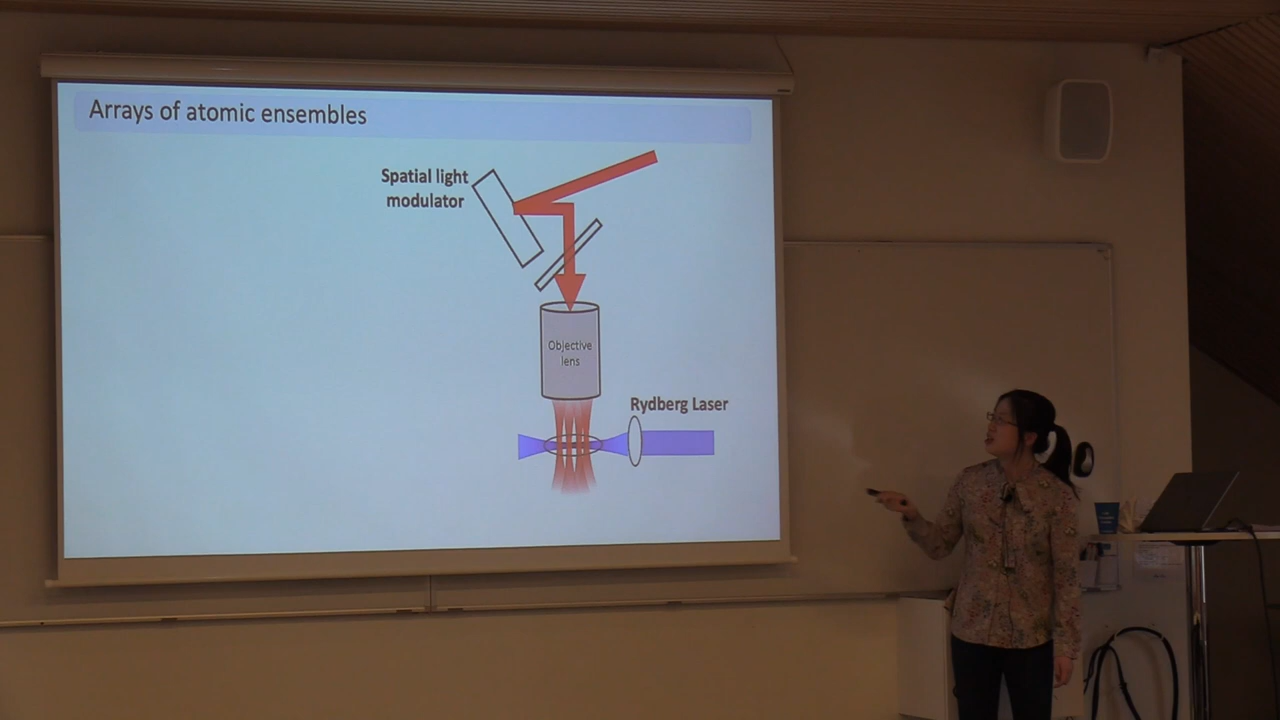 Arrays of atomic ensembles
Spatial light
modulator
Objective
lens
Rydberg Laser